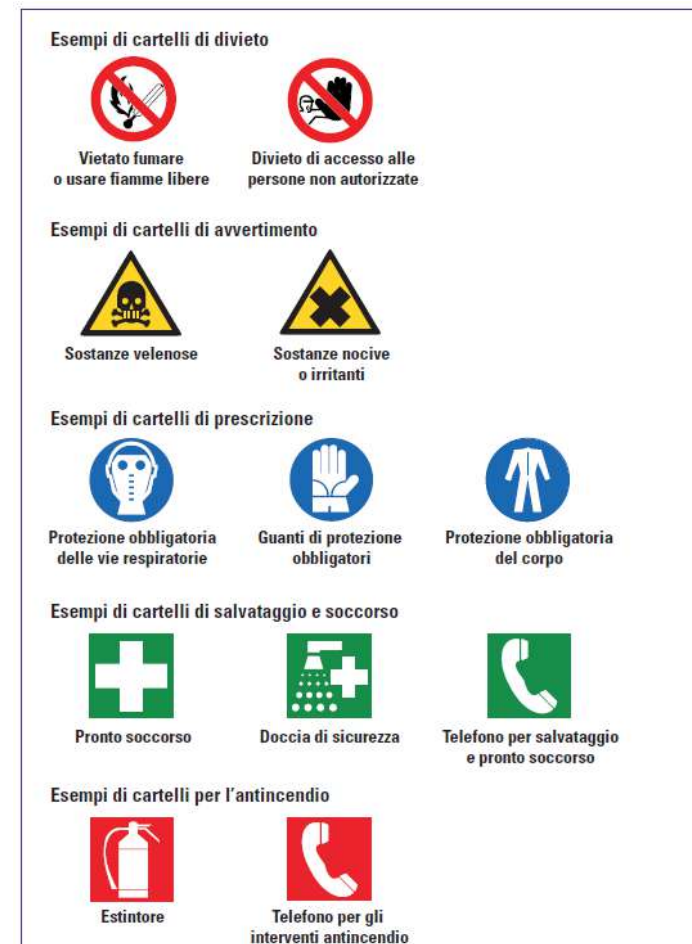 Esempi di cartelli di divieto
Vietato fumare
o usare fiamme libere
Divieto di accesso alle
persone non autorizzate
Esempi di cartelli di avvertimento
Sostanze velenose
Sostanze nocive
o irritanti
Esempi di cartelli di prescrizione
Protezione obbligatoria
delle vie respiratorie
Guanti di protezione
obbligatori
Protezione obbligatoria
del corpo
Esempi di cartelli di salvataggio e soccorso
Pronto soccorso
Doccia di sicurezza
Telefono per salvataggio
e pronto soccorso
Esempi di cartelli per l'antincendio
Estintore
Telefono per gli
interventi antincendio